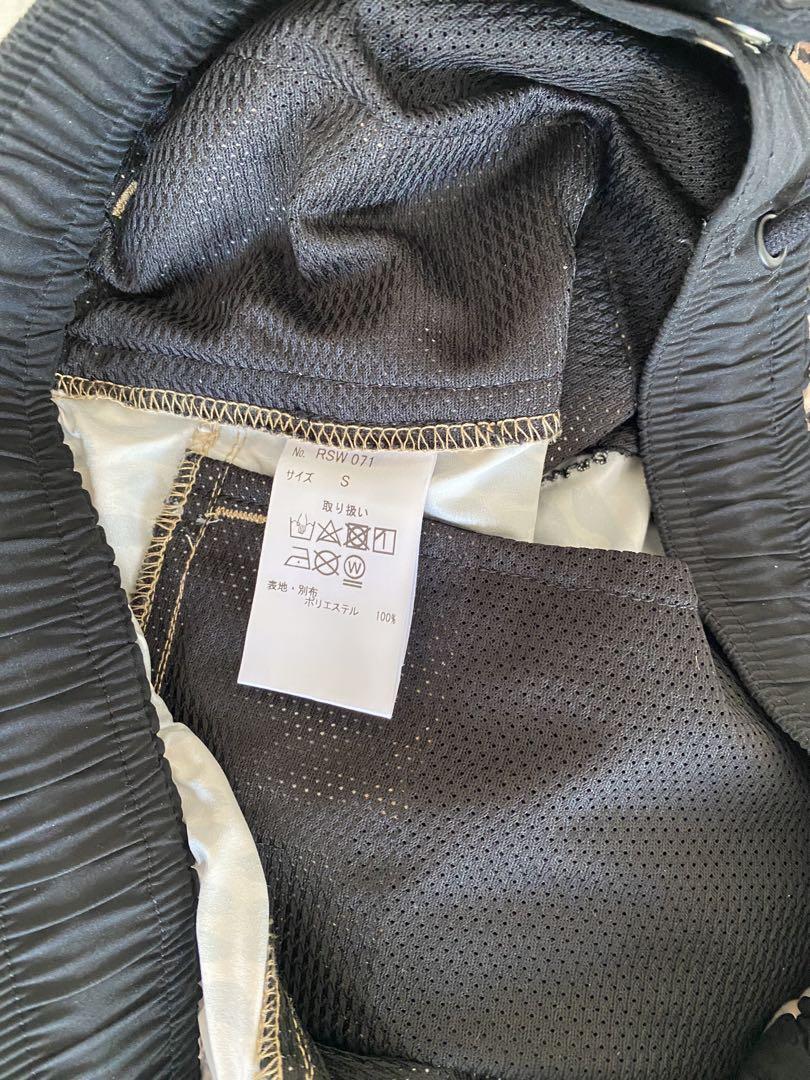 No. RSW 071
サイズ S
取り扱い
W
表地・別布
ポリエステル 100%